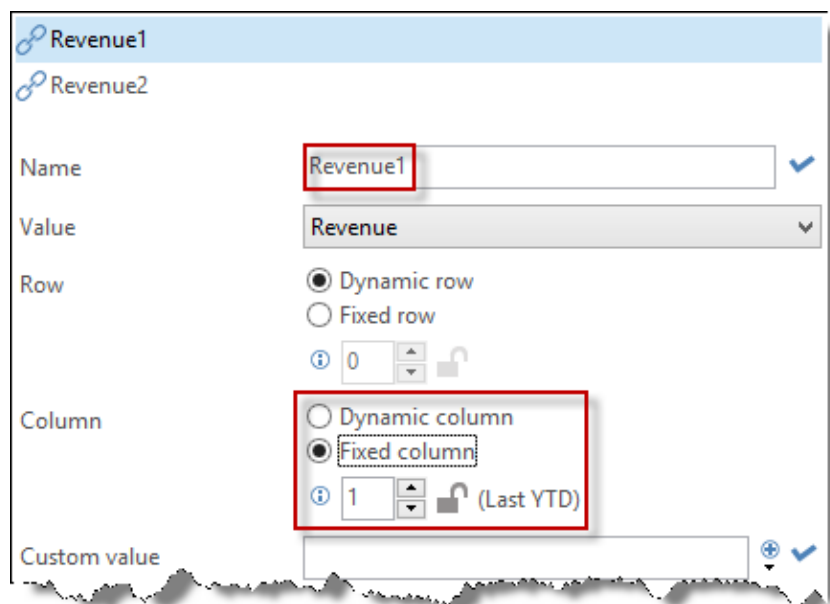 Revenue1
Revenue2
Name Revenue1
Value Revenue
Row Dynamic row
Fixed row
0
Column Dynamic column
Fixed column
1 (Last YTD)
Custom value